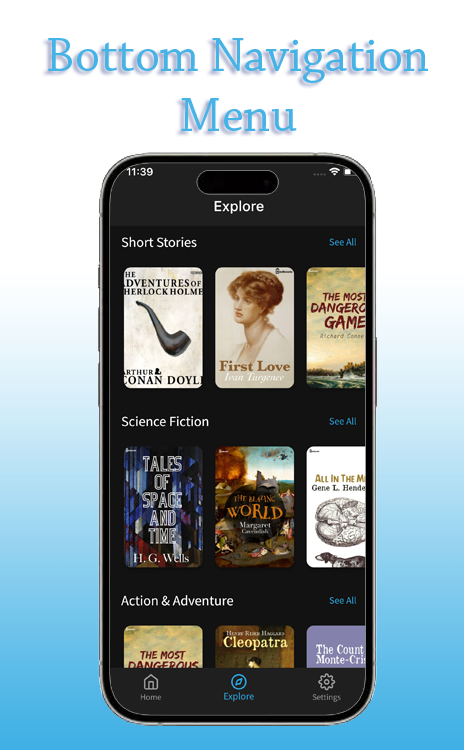 Bottom Navigation
Menu
11:39
Explore
Short Stories
See All
THE
ADVENTURES OF
SHERLOCK HOLMES
ARTHUR &
CONAN DOYLE
First Love
Ivan Turgenev
THE MOST
DANGEROUS
GAME
Richard Conne
Science Fiction
See All
TALES
OF
SPACE
AND
TIME
H. G. Wells
THE BLAZING
WORLD
Margaret
Cavendish
ALL IN THE M
Gene L. Hende
Action & Adventure
See All
THE MOST
DANGEROUS
HENRY RIDER HAGGARD
Cleopatra
The Count
Monte-Cris
Home
Explore
Settings